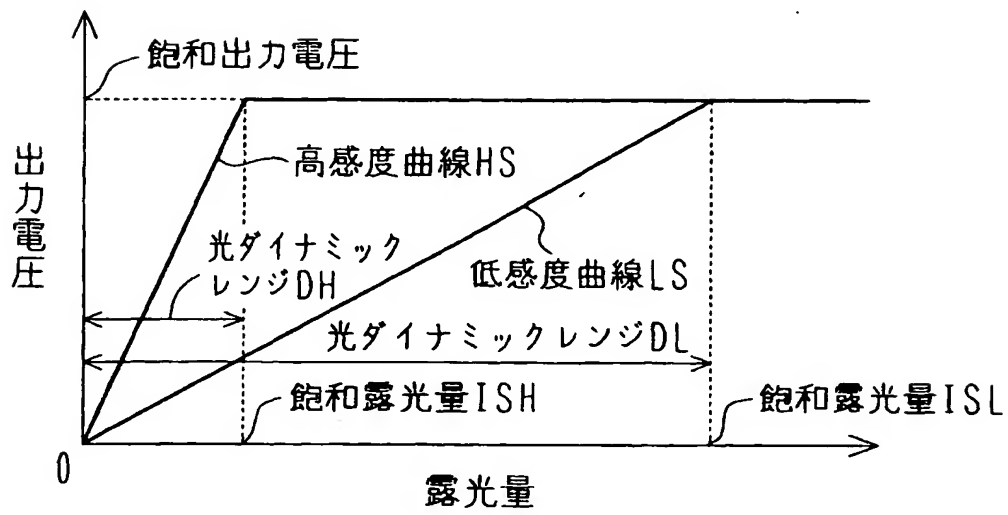 飽和出力電圧
出力電圧
高感度曲線HS
光ダイナミック
レンジDH
低感度曲線LS
光ダイナミックレンジDL
飽和露光量ISH
飽和露光量ISL
0
露光量